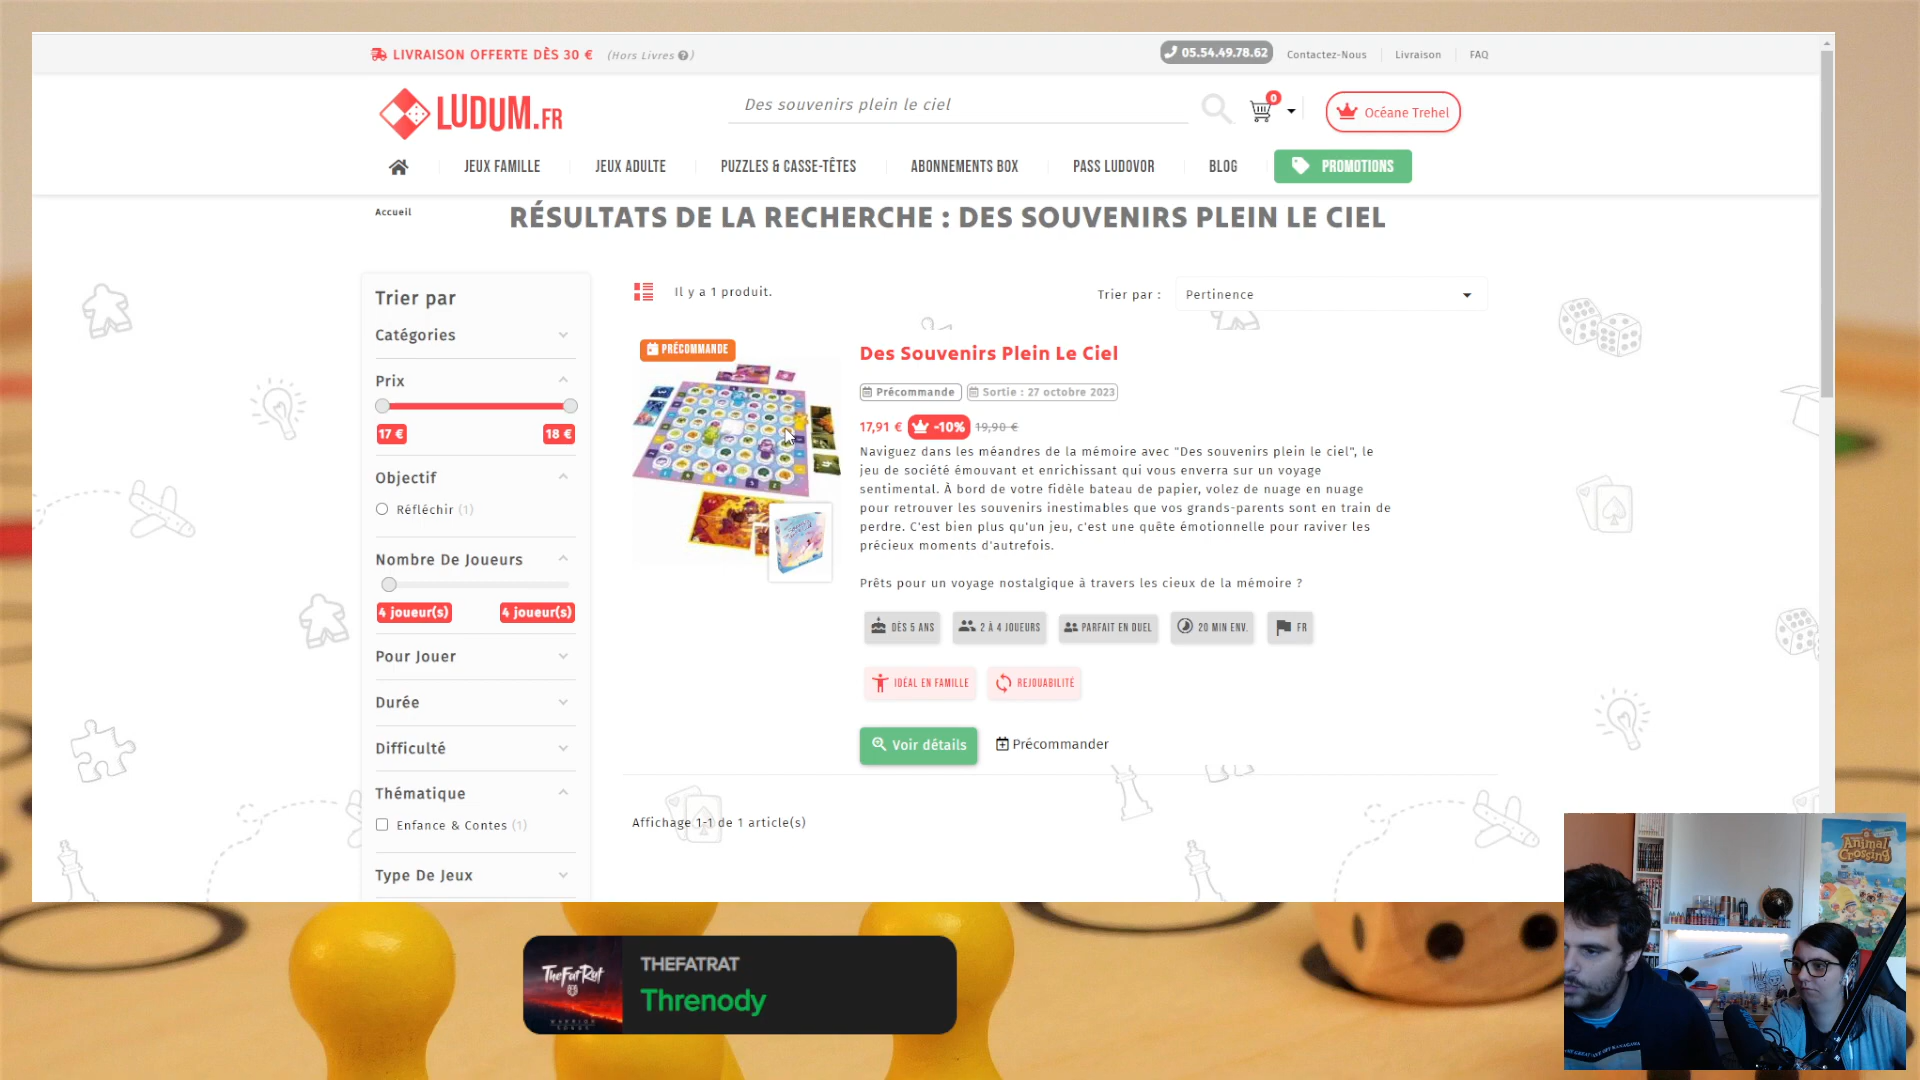 LIVRAISON OFFERTE DÈS 30 € (Hors Livres ?)
05.54.49.78.62 Contactez-Nous Livraison FAQ
LUDUM.FR
Des souvenirs plein le ciel
0
Océane Trehel
JEUX FAMILLE JEUX ADULTE PUZZLES & CASSE-TÊTES ABONNEMENTS BOX PASS LUDOVOR BLOG PROMOTIONS
Accueil
RÉSULTATS DE LA RECHERCHE : DES SOUVENIRS PLEIN LE CIEL
Trier par
Catégories
Prix
17 € 18 €
Objectif
Réfléchir (1)
Nombre De Joueurs
4 joueur(s) 4 joueur(s)
Pour Jouer
Durée
Difficulté
Thématique
Enfance & Contes (1)
Type De Jeux
Il y a 1 produit.
Trier par : Pertinence
PRÉCOMMANDE
Des Souvenirs Plein Le Ciel
Précommande Sortie : 27 octobre 2023
17,91 € -10% 19,90 €
Naviguez dans les méandres de la mémoire avec "Des souvenirs plein le ciel", le
jeu de société émouvant et enrichissant qui vous enverra sur un voyage
sentimental. À bord de votre fidèle bateau de papier, volez de nuage en nuage
pour retrouver les souvenirs inestimables que vos grands-parents sont en train de
perdre. C'est bien plus qu'un jeu, c'est une quête émotionnelle pour raviver les
précieux moments d'autrefois.
Prêts pour un voyage nostalgique à travers les cieux de la mémoire ?
DÈS 5 ANS 2 À 4 JOUEURS PARFAIT EN DUEL 20 MIN ENV. FR
IDÉAL EN FAMILLE REJOUABILITÉ
Voir détails Précommander
Affichage 1-1 de 1 article(s)
TheFatRat
THEFATRAT
Threnody
Animal
Crossing